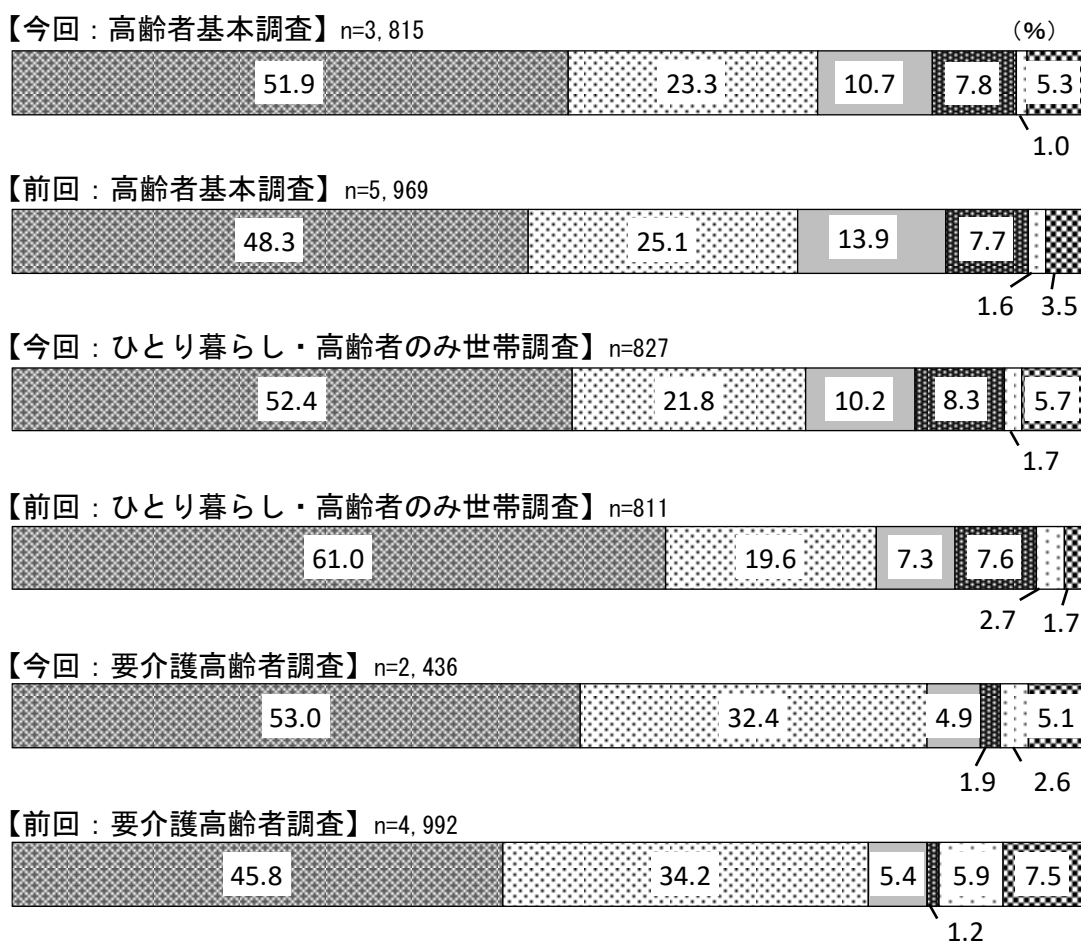 【今回：高齢者基本調査】 n=3,815 （%）
51.9 23.3 10.7 7.8 5.3
1.0
【前回：高齢者基本調査】 n=5,969
48.3 25.1 13.9 7.7
1.6 3.5
【今回：ひとり暮らし・高齢者のみ世帯調査】 n=827
52.4 21.8 10.2 8.3 5.7
1.7
【前回：ひとり暮らし・高齢者のみ世帯調査】 n=811
61.0 19.6 7.3 7.6
2.7 1.7
【今回：要介護高齢者調査】 n=2,436
53.0 32.4 4.9 5.1
1.9 2.6
【前回：要介護高齢者調査】 n=4,992
45.8 34.2 5.4 5.9 7.5
1.2